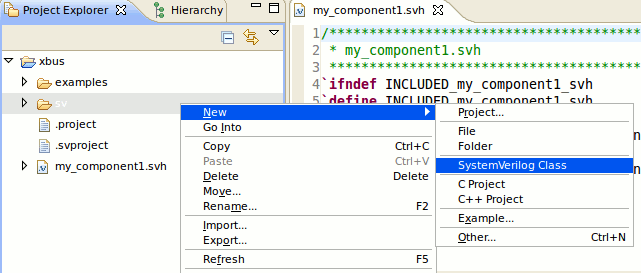 Project Explorer
Hierarchy
my_component1.svh
xbus
examples
sv
.project
.svproject
my_component1.svh
1 /****************************************
2 * my_component1.svh
3 ****************************************
4 `ifndef INCLUDED_my_component1_svh
5 `define INCLUDED_my_component1_svh
New
Go Into
Copy Ctrl+C
Paste Ctrl+V
Delete Delete
Move...
Rename... F2
Import...
Export...
Refresh F5
Project...
File
Folder
SystemVerilog Class
C Project
C++ Project
Example...
Other... Ctrl+N